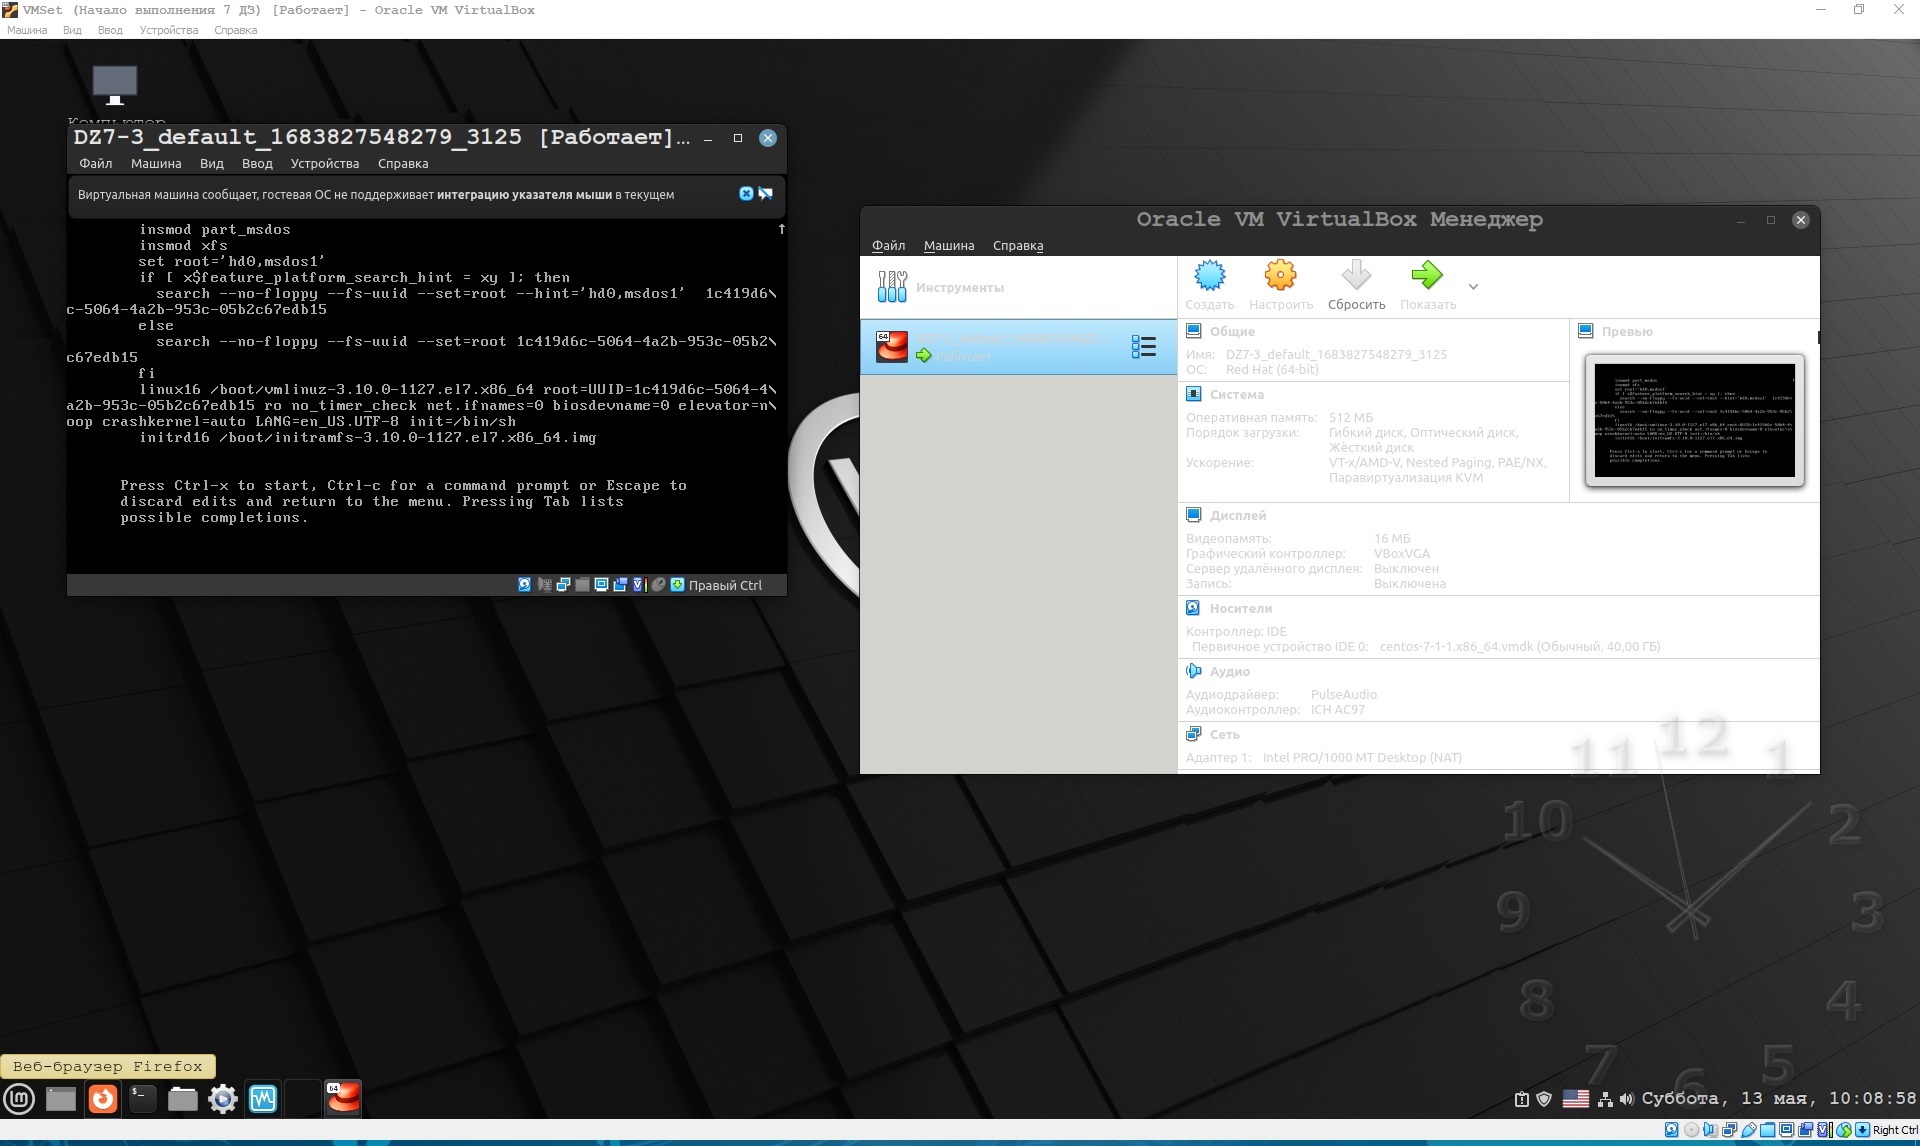 VMSet (Начало выполнения 7 ДЗ) [Работает] - Oracle VM VirtualBox
Машина Вид Ввод Устройства Справка
Компьютер
DZ7-3_default_1683827548279_3125 [Работает]...
Файл Машина Вид Ввод Устройства Справка
Виртуальная машина сообщает, гостевая ОС не поддерживает интеграцию указателя мыши в текущем
insmod part_msdos
insmod xfs
set root='hd0,msdos1'
if [ x$feature_platform_search_hint = xy ]; then
search --no-floppy --fs-uuid --set=root --hint='hd0,msdos1'  1c419d6\
c-5064-4a2b-953c-05b2c67edb15
else
search --no-floppy --fs-uuid --set=root 1c419d6c-5064-4a2b-953c-05b2\
c67edb15
fi
linux16 /boot/vmlinuz-3.10.0-1127.el7.x86_64 root=UUID=1c419d6c-5064-4\
a2b-953c-05b2c67edb15 ro no_timer_check net.ifnames=0 biosdevname=0 elevator=n\
oop crashkernel=auto LANG=en_US.UTF-8 init=/bin/sh
initrd16 /boot/initramfs-3.10.0-1127.el7.x86_64.img
Press Ctrl-x to start, Ctrl-c for a command prompt or Escape to
discard edits and return to the menu. Pressing Tab lists
possible completions.
Правый Ctrl
Oracle VM VirtualBox Менеджер
Файл Машина Справка
Инструменты
Создать Настроить Сбросить Показать
64
Работает
Общие
Имя: DZ7-3_default_1683827548279_3125
ОС: Red Hat (64-bit)
Система
Оперативная память: 512 МБ
Порядок загрузки: Гибкий диск, Оптический диск,
Жёсткий диск
Ускорение: VT-x/AMD-V, Nested Paging, PAE/NX,
Паравиртуализация KVM
Превью
Дисплей
Видеопамять: 16 МБ
Графический контроллер: VBoxVGA
Сервер удалённого дисплея: Выключен
Запись: Выключена
Носители
Контроллер: IDE
Первичное устройство IDE 0: centos-7-1-1.x86_64.vmdk (Обычный, 40,00 ГБ)
Аудио
Аудиодрайвер: PulseAudio
Аудиоконтроллер: ICH AC97
Сеть
Адаптер 1: Intel PRO/1000 MT Desktop (NAT)
11 12 1
10 2
9 3
8 4
7 6 5
Веб-браузер Firefox
64
Суббота, 13 мая, 10:08:58
Right Ctrl